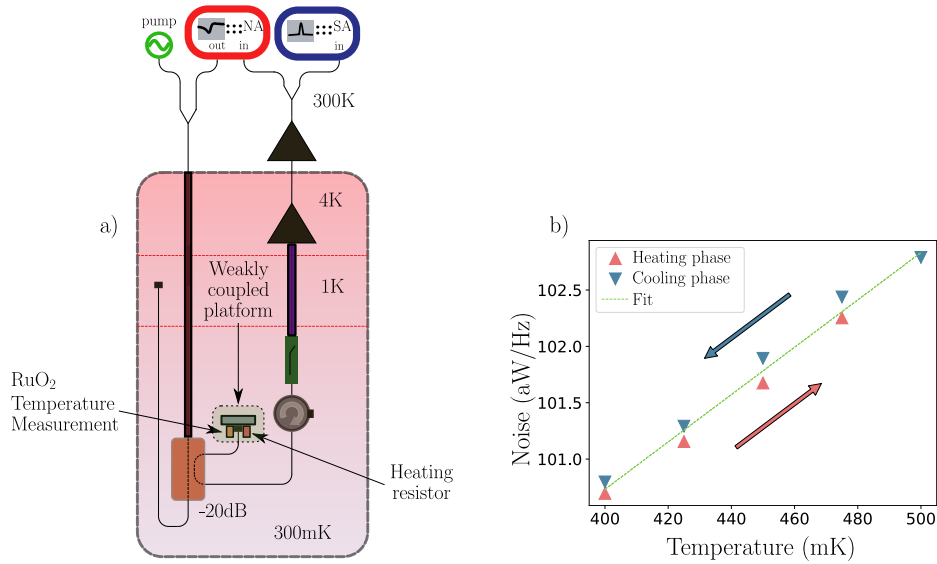 pump
NA
out
in
SA
in
300K
a)
4K
1K
Weakly
coupled
platform
RuO₂
Temperature
Measurement
Heating
resistor
-20dB
300mK
b)
Heating phase
Cooling phase
Fit
Noise (aW/Hz)
102.5
102.0
101.5
101.0
400
420
440
460
480
500
Temperature (mK)